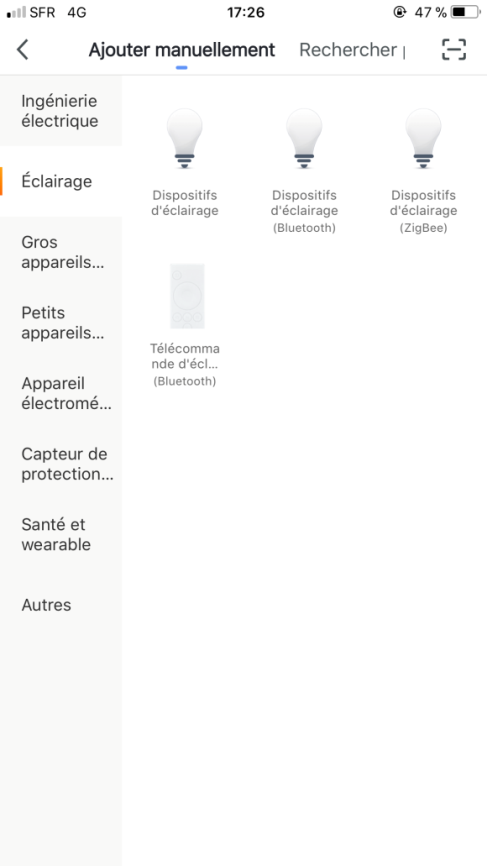 SFR 4G 17:26 47 %
Ajouter manuellement Rechercher
Ingénierie
électrique
Éclairage
Gros
appareils...
Petits
appareils...
Appareil
électromé...
Capteur de
protection...
Santé et
wearable
Autres
Dispositifs
d'éclairage
Dispositifs
d'éclairage
(Bluetooth)
Dispositifs
d'éclairage
(ZigBee)
Télécomma
nde d'écl...
(Bluetooth)